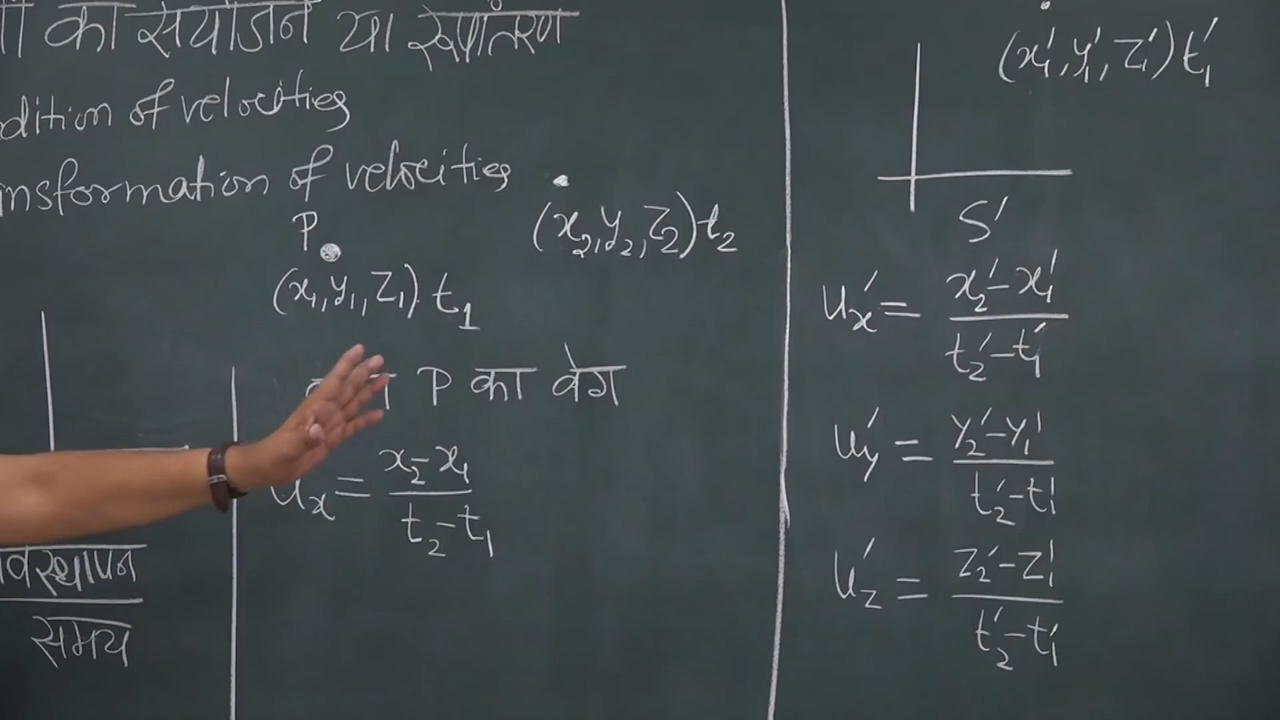 का संयोजन या रूपांतरण
dition of velocities
nsformation of velocities
P
(x₁,y₁,z₁) t₁
(x₂,y₂,z₂) t₂
P का वेग
uₓ = x₂-x₁ / t₂-t₁
वस्थापन
समय
(x₁′,y₁′,z₁′) t₁′
S′
uₓ′ = x₂′-x₁′ / t₂′-t₁′
u_y′ = y₂′-y₁′ / t₂′-t₁′
u_z′ = z₂′-z₁′ / t₂′-t₁′